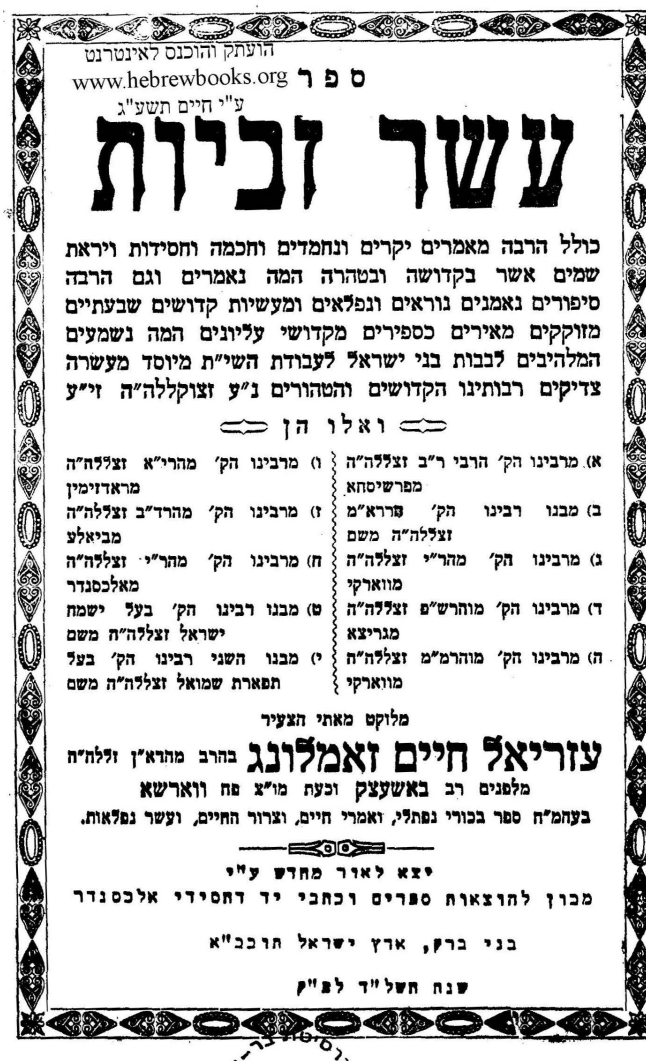 הועתק והוכנס לאינטרנט
www.hebrewbooks.org
ע"י חיים תשע"ג
ספר
עשר זכיות
כולל הרבה מאמרים יקרים ונחמדים וחכמה וחסידות ויראת
שמים אשר בקדושה ובטהרה המה נאמרים וגם הרבה
סיפורים נאמנים נוראים ונפלאים ומעשיות קדושים שבעתיים
מזוקקים מאירים כספירים מקדושי עליונים המה נשמעים
המלהיבים לבבות בני ישראל לעבודת השי"ת מיוסד מעשרה
צדיקים רבותינו הקדושים והטהורים נ"ע זצוקללה"ה זי"ע
ואלו הן
א) מרבינו הק' הרבי ר"ב זצללה"ה
מפרשיסחא
ב) מבנו רבינו הק' מררא"מ
זצללה"ה משם
ג) מרבינו הק' מהר"י זצללה"ה
מווארקי
ד) מרבינו הק' מוהרש"פ זצללה"ה
מגריצא
ה) מרבינו הק' מוהרמ"מ זצללה"ה
מווארקי
ו) מרבינו הק' מהרי"א זצללה"ה
מראדזימין
ז) מרבינו הק' מהרד"ב זצללה"ה
מביאלע
ח) מרבינו הק' מהר"י זצללה"ה
מאלכסנדר
ט) מבנו רבינו הק' בעל ישמח
ישראל זצללה"ה משם
י) מבנו השני רבינו הק' בעל
תפארת שמואל זצללה"ה משם
מלוקט מאתי הצעיר
עזריאל חיים זאמלונג בהרב מהרא"ן זללה"ה
מלפנים רב באשעצק וכעת מו"צ פה ווארשא
בעהמ"ח ספר בכורי נפתלי, ואמרי חיים, וצרור החיים, ועשר נפלאות.
יצא לאור מחדש ע"י
מכון להוצאות ספרים וכתבי יד דחסידי אלכסנדר
בני ברק, ארץ ישראל תובב"א
שנת תשל"ד לפ"ק